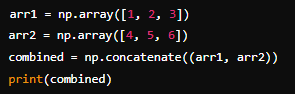 arr1 = np.array([1, 2, 3])
arr2 = np.array([4, 5, 6])
combined = np.concatenate((arr1, arr2))
print(combined)